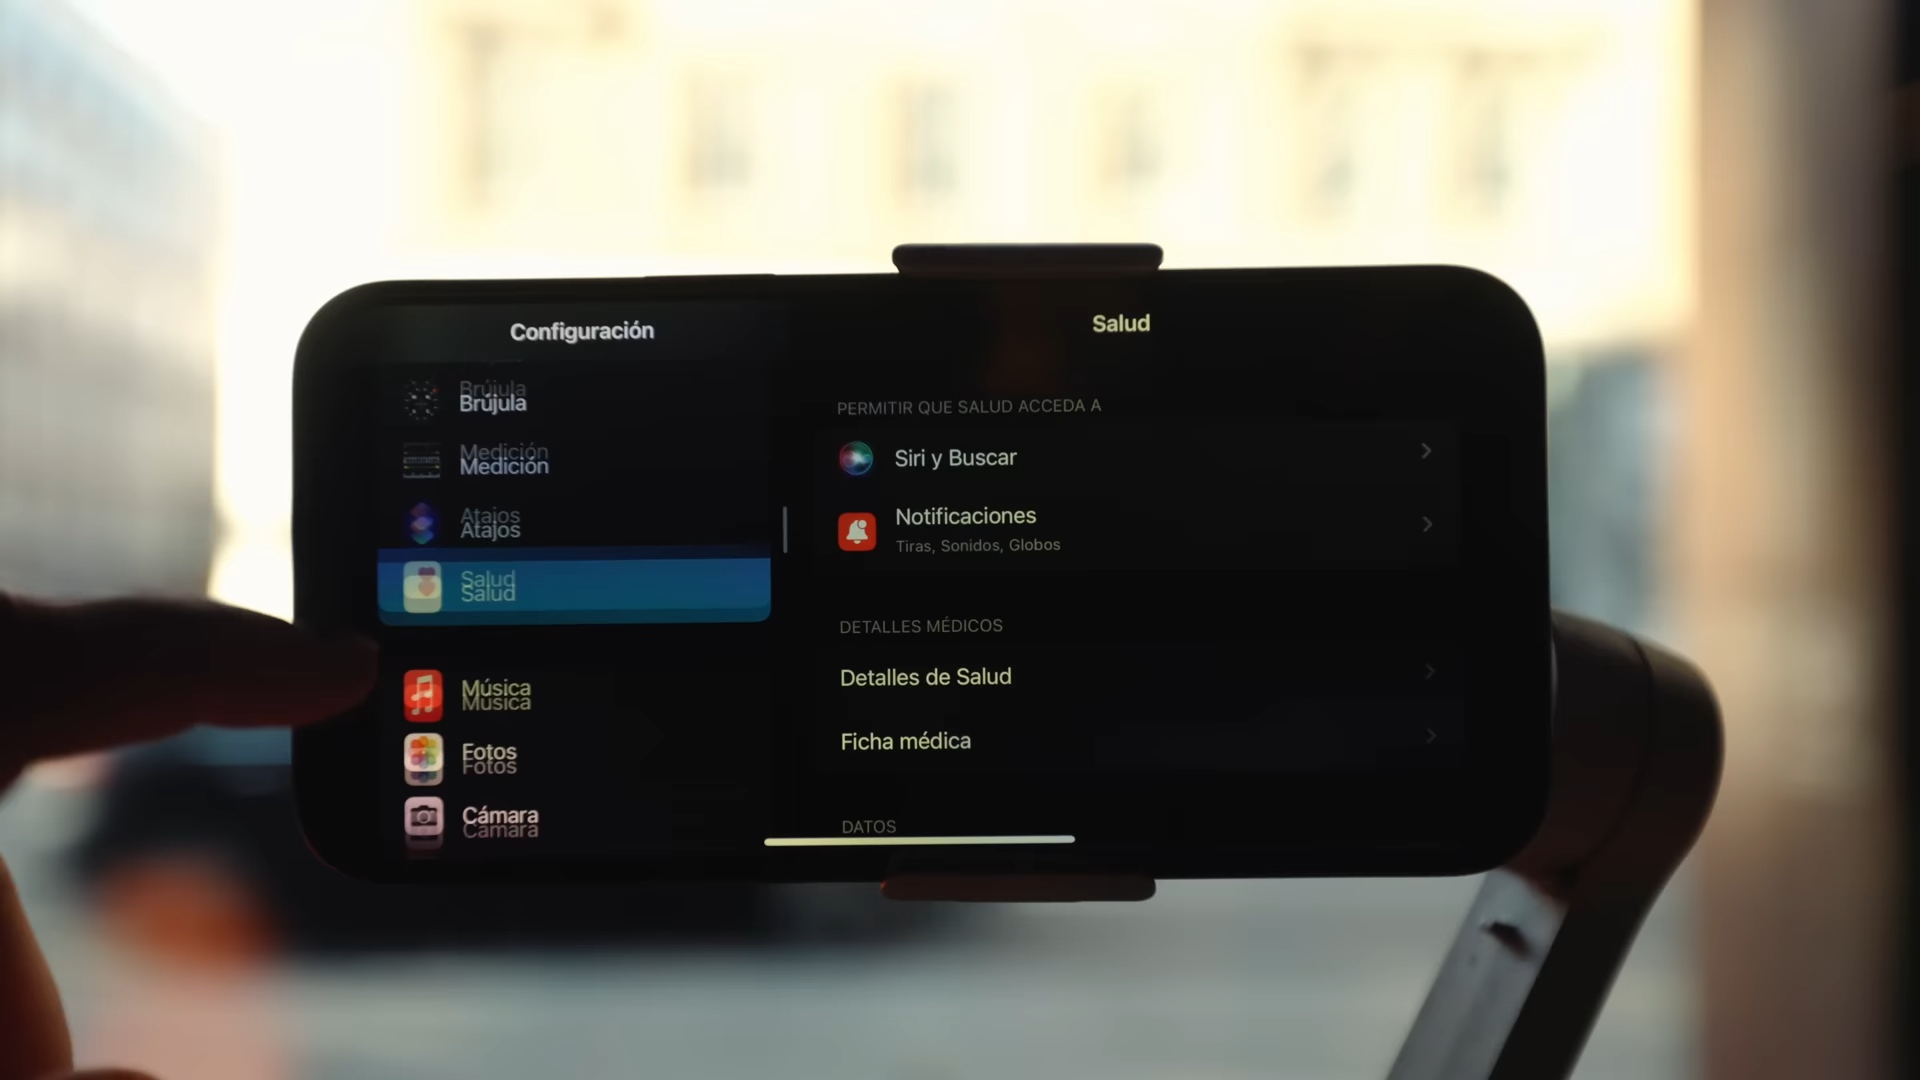 Configuración
Brújula
Medición
Atajos
Salud
Música
Fotos
Cámara
Salud
PERMITIR QUE SALUD ACCEDA A
Siri y Buscar
Notificaciones
Tiras, Sonidos, Globos
DETALLES MÉDICOS
Detalles de Salud
Ficha médica
DATOS